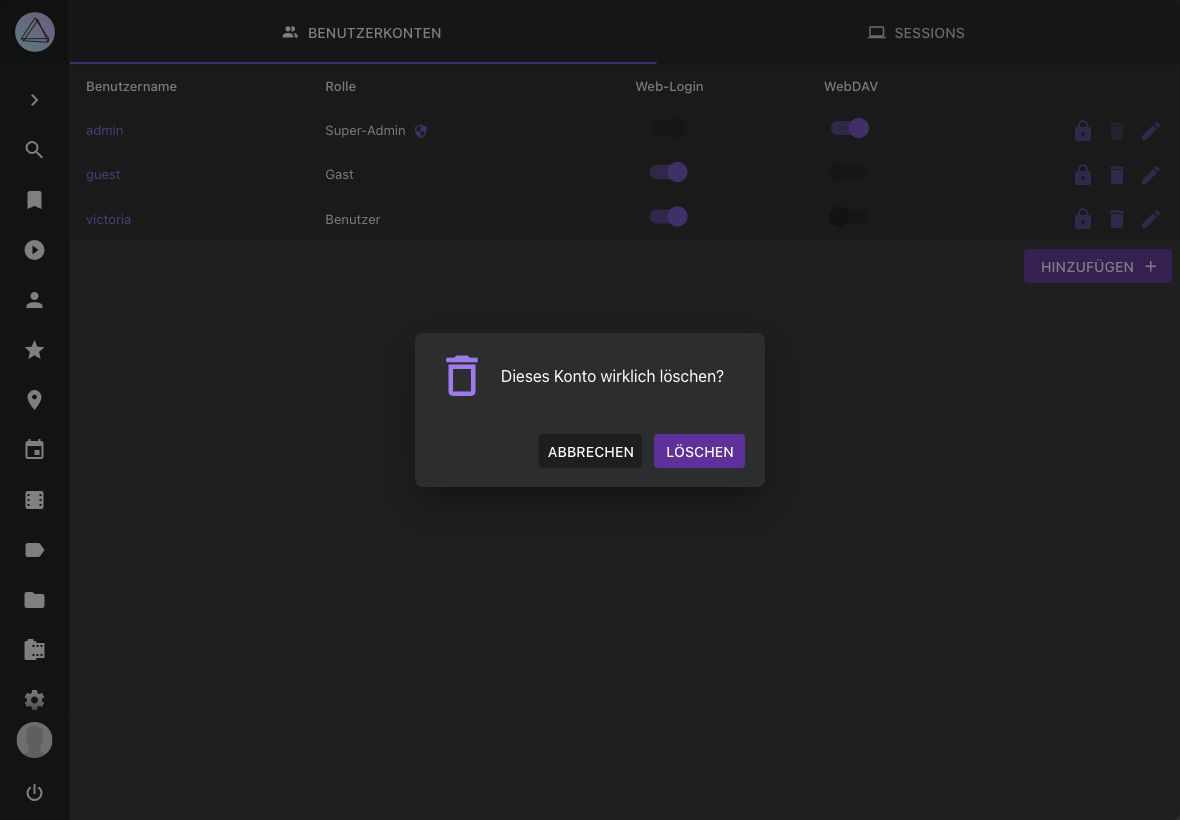 BENUTZERKONTEN
SESSIONS
Benutzername Rolle Web-Login WebDAV
admin Super-Admin
guest Gast
victoria Benutzer
HINZUFÜGEN
Dieses Konto wirklich löschen?
ABBRECHEN LÖSCHEN